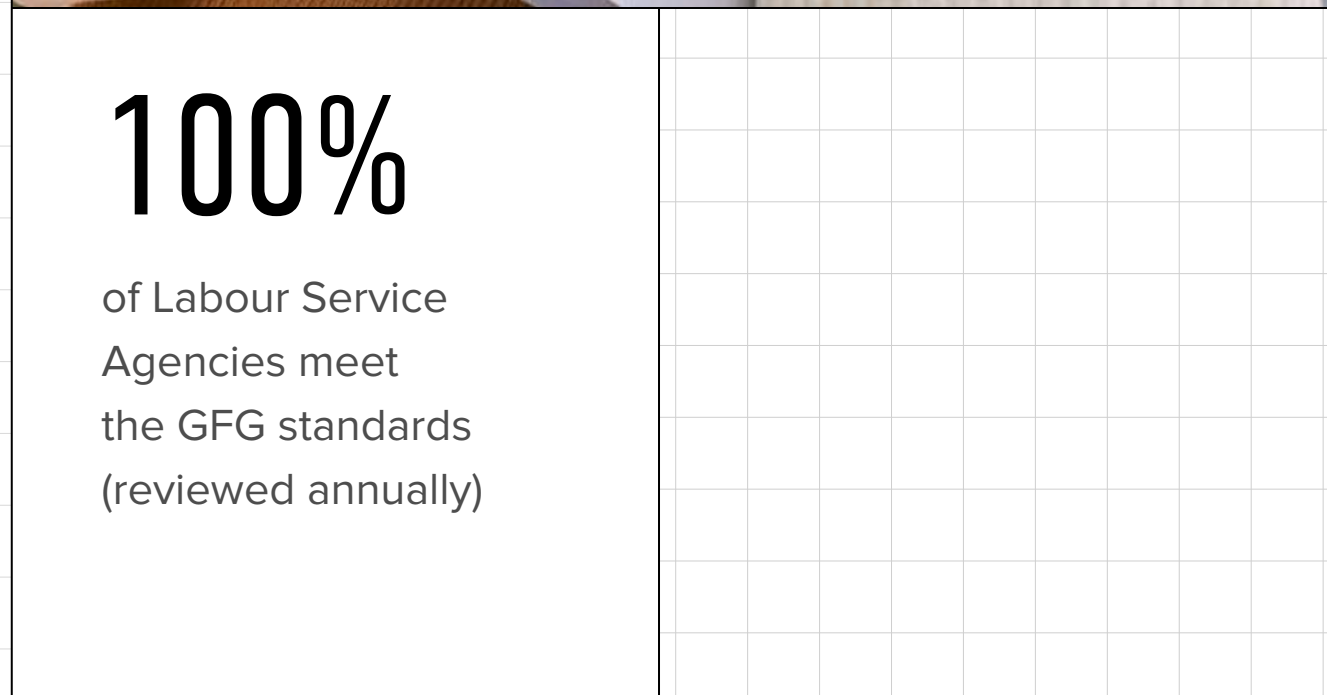 100%
of Labour Service
Agencies meet
the GFG standards
(reviewed annually)